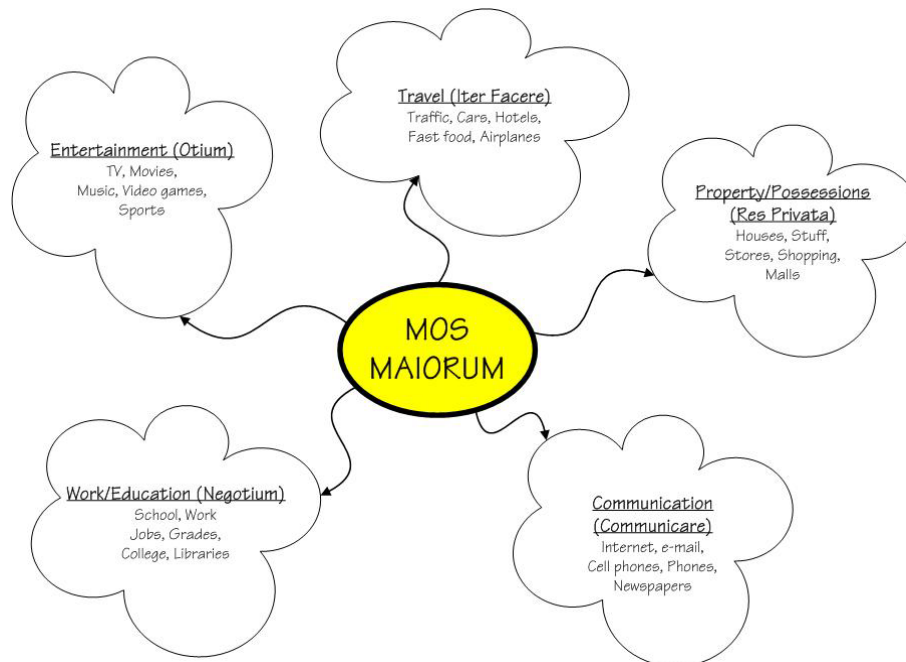 Travel (Iter Facere)
Traffic, Cars, Hotels,
Fast food, Airplanes
Entertainment (Otium)
TV, Movies,
Music, Video games,
Sports
Property/Possessions
(Res Privata)
Houses, Stuff,
Stores, Shopping,
Malls
MOS
MAIORUM
Work/Education (Negotium)
School, Work
Jobs, Grades,
College, Libraries
Communication
(Communicare)
Internet, e-mail,
Cell phones, Phones,
Newspapers